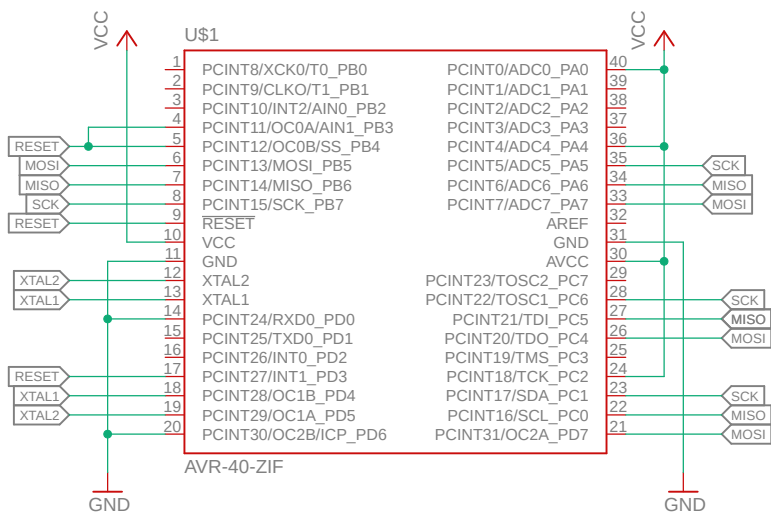 VCC
U$1
VCC
1 PCINT8/XCK0/T0_PB0 PCINT0/ADC0_PA0 40
2 PCINT9/CLKO/T1_PB1 PCINT1/ADC1_PA1 39
3 PCINT10/INT2/AIN0_PB2 PCINT2/ADC2_PA2 38
4 PCINT11/OC0A/AIN1_PB3 PCINT3/ADC3_PA3 37
RESET 5 PCINT12/OC0B/SS_PB4 PCINT4/ADC4_PA4 36
MOSI 6 PCINT13/MOSI_PB5 PCINT5/ADC5_PA5 35 SCK
MISO 7 PCINT14/MISO_PB6 PCINT6/ADC6_PA6 34 MISO
SCK 8 PCINT15/SCK_PB7 PCINT7/ADC7_PA7 33 MOSI
RESET 9 RESET AREF 32
10 VCC GND 31
11 GND AVCC 30
XTAL2 12 XTAL2 PCINT23/TOSC2_PC7 29
XTAL1 13 XTAL1 PCINT22/TOSC1_PC6 28 SCK
14 PCINT24/RXD0_PD0 PCINT21/TDI_PC5 27 MISO
15 PCINT25/TXD0_PD1 PCINT20/TDO_PC4 26 MOSI
16 PCINT26/INT0_PD2 PCINT19/TMS_PC3 25
RESET 17 PCINT27/INT1_PD3 PCINT18/TCK_PC2 24
XTAL1 18 PCINT28/OC1B_PD4 PCINT17/SDA_PC1 23 SCK
XTAL2 19 PCINT29/OC1A_PD5 PCINT16/SCL_PC0 22 MISO
20 PCINT30/OC2B/ICP_PD6 PCINT31/OC2A_PD7 21 MOSI
AVR-40-ZIF
GND
GND